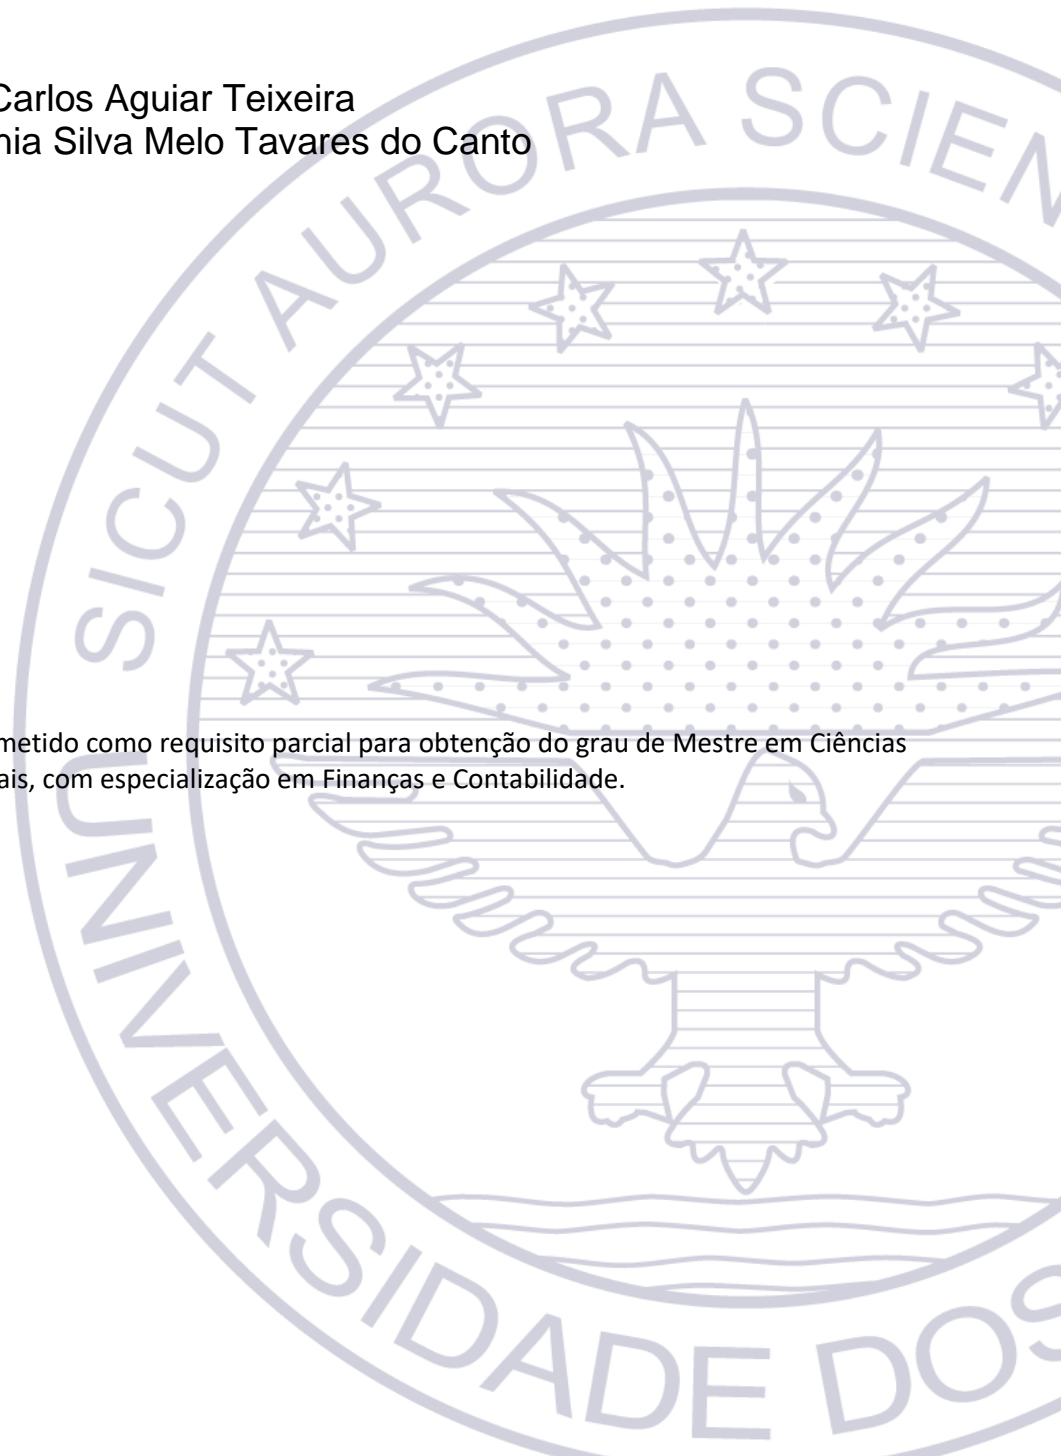 Carlos Aguiar Teixeira
nia Silva Melo Tavares do Canto
metido como requisito parcial para obtenção do grau de Mestre em Ciências
ais, com especialização em Finanças e Contabilidade.
SICUT AURORA SCIEN
UNIVERSIDADE DOS